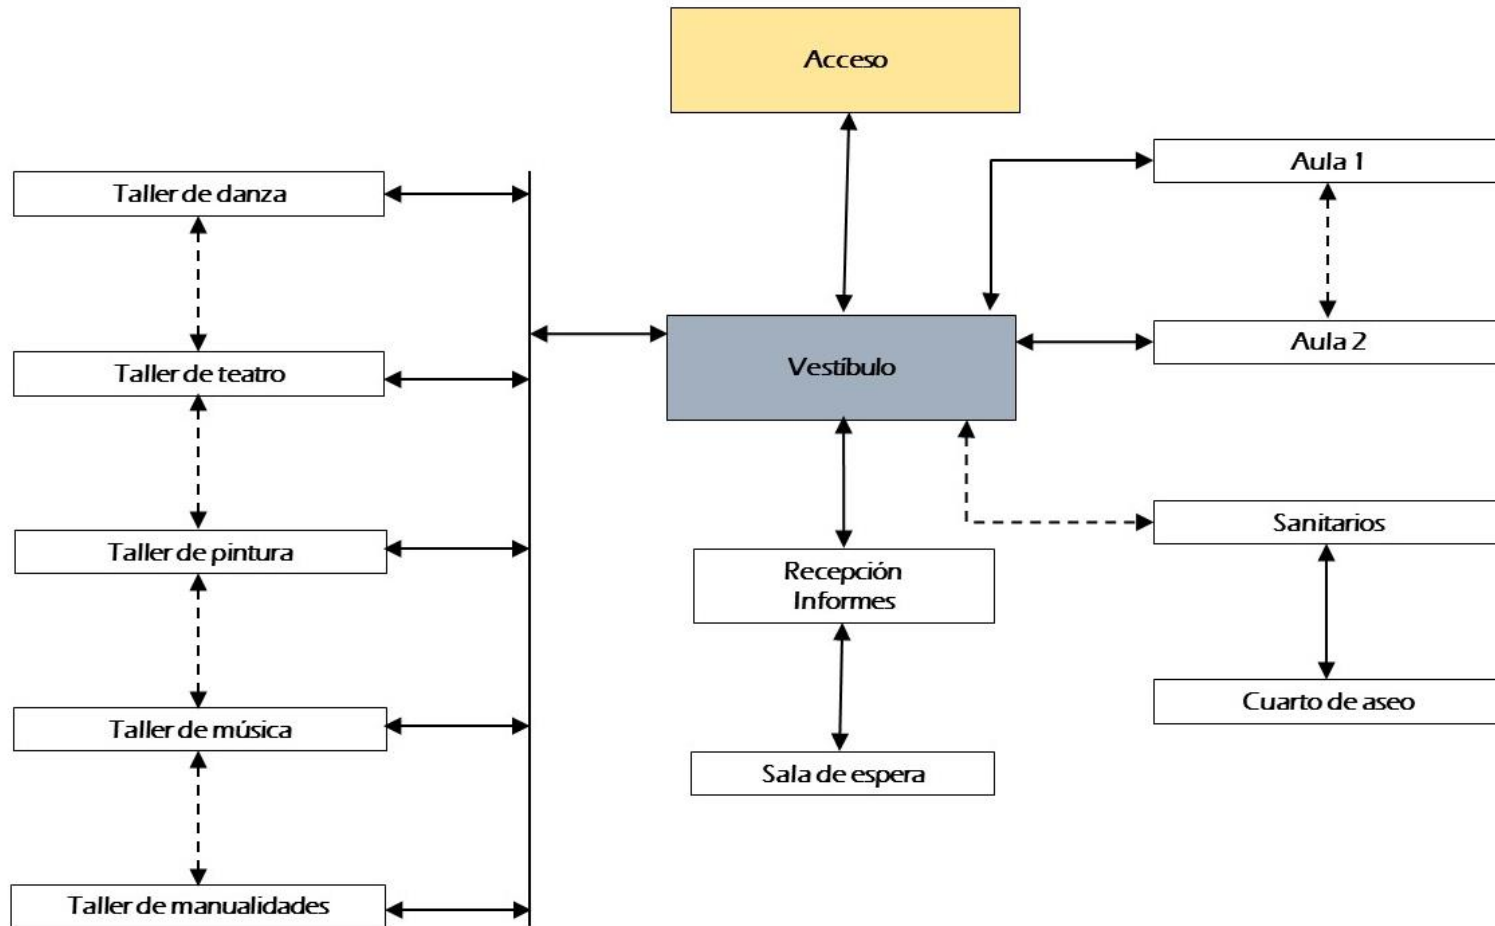 Acceso
Taller de danza
Taller de teatro
Taller de pintura
Taller de música
Taller de manualidades
Vestíbulo
Recepción
Informes
Sala de espera
Aula 1
Aula 2
Sanitarios
Cuarto de aseo